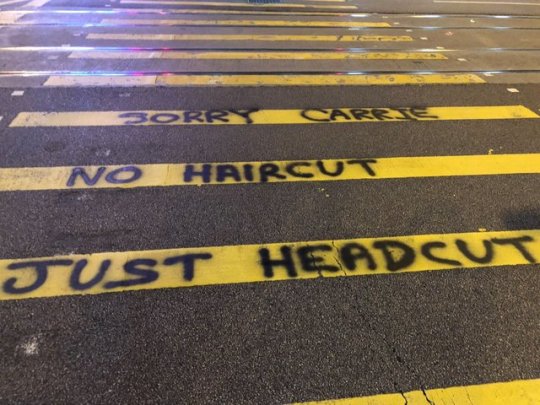 SORRY CARRIE
NO HAIRCUT
JUST HEADCUT